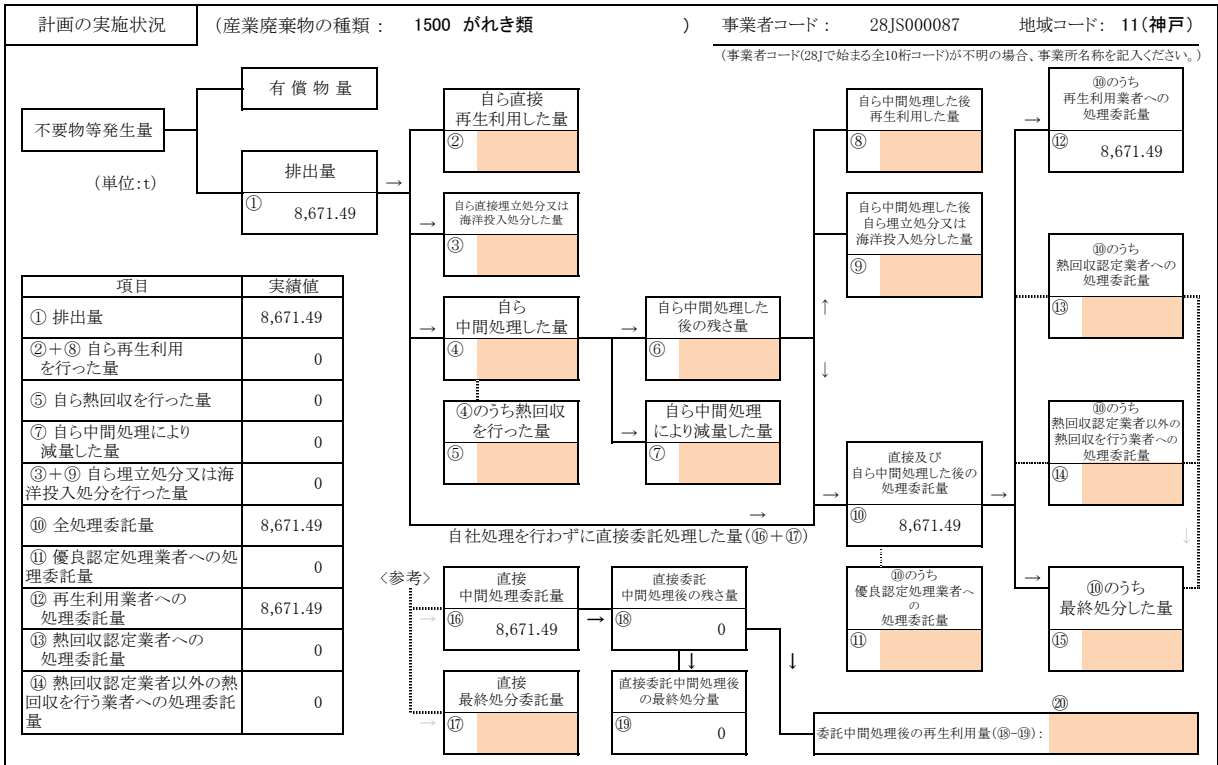 計画の実施状況
(産業廃棄物の種類： 1500 がれき類 )
事業者コード： 28JS000087
地域コード： 11(神戸)
(事業者コード(28Jで始まる全10桁コード)が不明の場合、事業所名称を記入ください。)
不要物等発生量
(単位:t)
有 償 物 量
排出量
① 8,671.49
→
自ら直接
再生利用した量
②
→
自ら直接埋立処分又は
海洋投入処分した量
③
→
自ら
中間処理した量
④
④のうち熱回収
を行った量
⑤
→
自ら中間処理した
後の残さ量
⑥
→
自ら中間処理
により減量した量
⑦
自ら中間処理した後
再生利用した量
⑧
自ら中間処理した後
自ら埋立処分又は
海洋投入処分した量
⑨
↑
↓
→
自社処理を行わずに直接委託処理した量(⑯＋⑰)
→
直接及び
自ら中間処理した後の
処理委託量
⑩ 8,671.49
→
⑩のうち
優良認定処理業者へ
の
処理委託量
⑪
→
⑩のうち
再生利用業者への
処理委託量
⑫ 8,671.49
⑩のうち
熱回収認定業者への
処理委託量
⑬
⑩のうち
熱回収認定業者以外の
熱回収を行う業者への
処理委託量
⑭
↓
→
⑩のうち
最終処分した量
⑮
項目 実績値
① 排出量 8,671.49
②＋⑧ 自ら再生利用
を行った量 0
⑤ 自ら熱回収を行った量 0
⑦ 自ら中間処理により
減量した量 0
③＋⑨ 自ら埋立処分又は海
洋投入処分を行った量 0
⑩ 全処理委託量 8,671.49
⑪ 優良認定処理業者への処
理委託量 0
⑫ 再生利用業者への
処理委託量 8,671.49
⑬ 熱回収認定業者への
処理委託量 0
⑭ 熱回収認定業者以外の熱
回収を行う業者への処理委託
量 0
〈参考〉
→
直接
中間処理委託量
⑯ 8,671.49
→
直接委託
中間処理後の残さ量
⑱ 0
→
直接
最終処分委託量
⑰
↓
直接委託中間処理後
の最終処分量
⑲ 0
↓
⑳
委託中間処理後の再生利用量(⑱-⑲)：